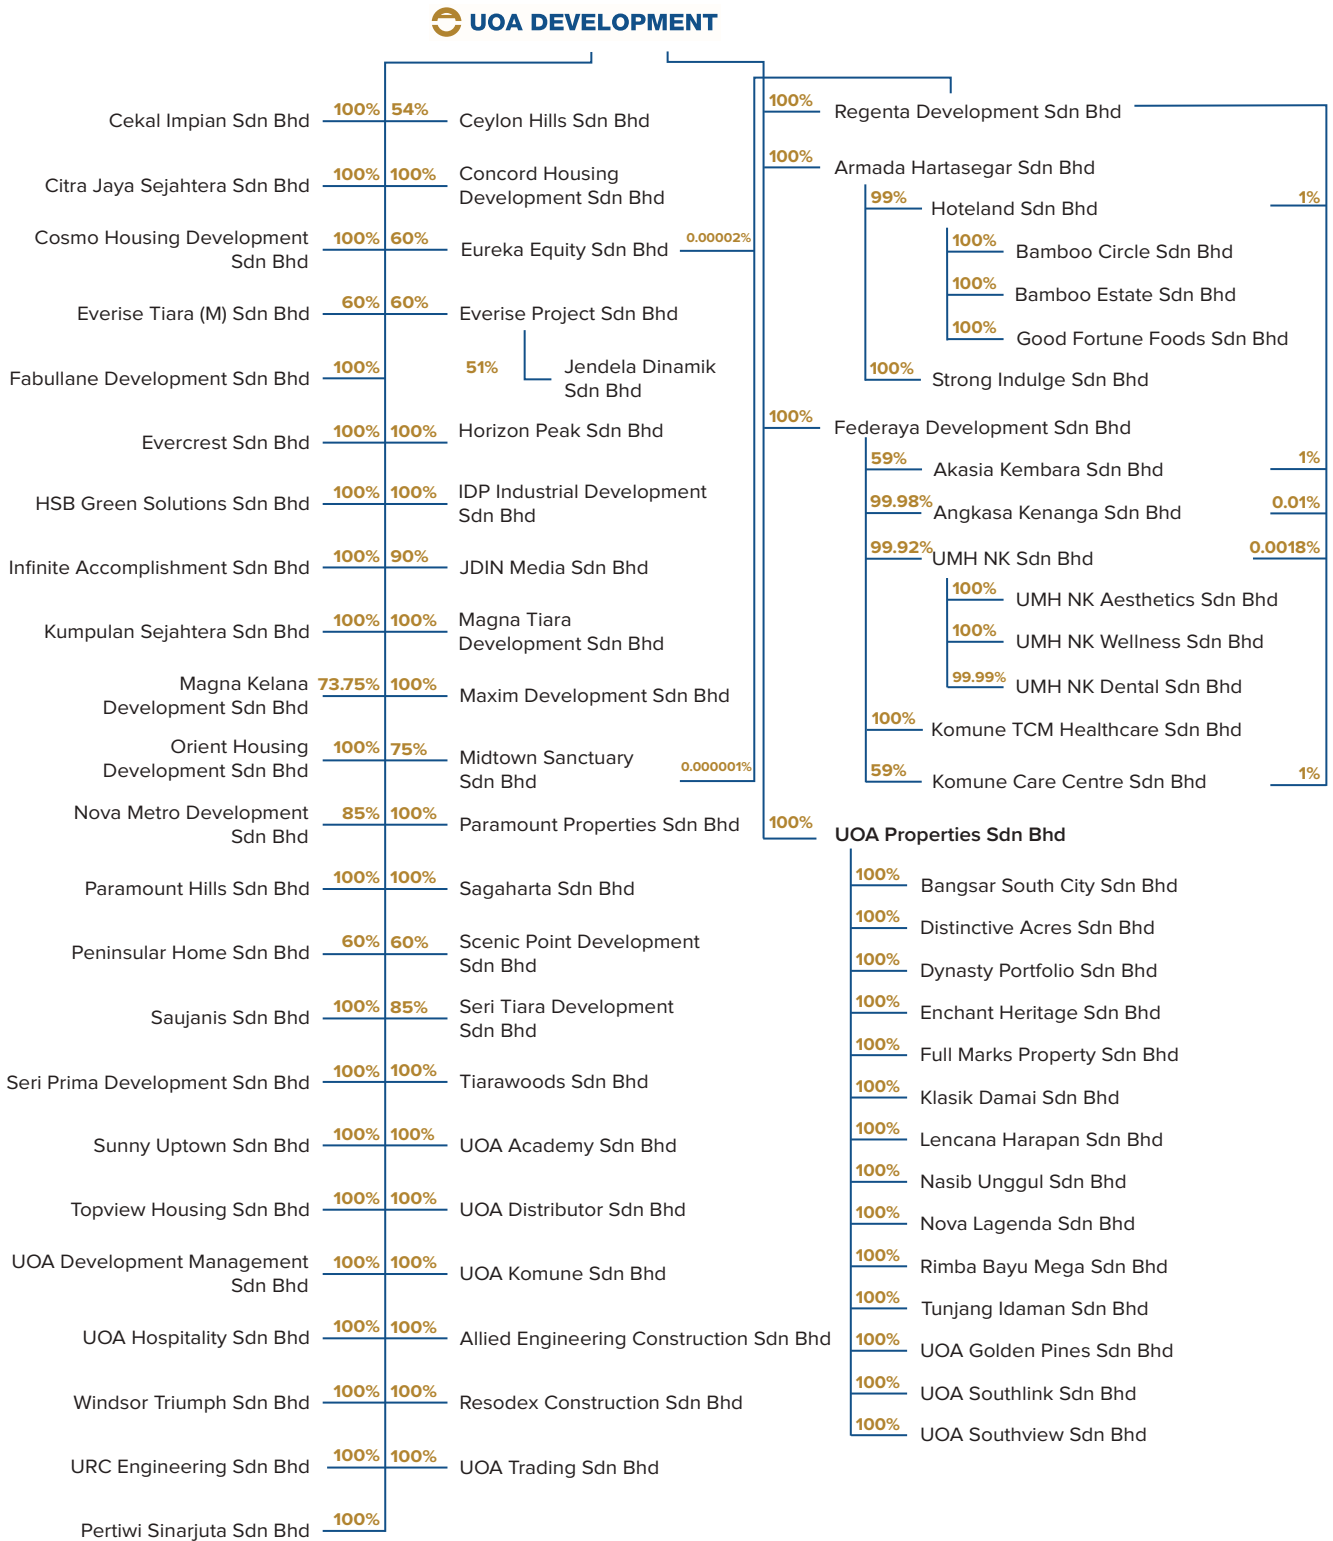 UOA DEVELOPMENT
Cekal Impian Sdn Bhd 100%
54% Ceylon Hills Sdn Bhd
Citra Jaya Sejahtera Sdn Bhd 100%
100% Concord Housing
Development Sdn Bhd
Cosmo Housing Development
Sdn Bhd 100%
60% Eureka Equity Sdn Bhd 0.00002%
Everise Tiara (M) Sdn Bhd 60%
60% Everise Project Sdn Bhd
Fabullane Development Sdn Bhd 100%
51% Jendela Dinamik
Sdn Bhd
Evercrest Sdn Bhd 100%
100% Horizon Peak Sdn Bhd
HSB Green Solutions Sdn Bhd 100%
100% IDP Industrial Development
Sdn Bhd
Infinite Accomplishment Sdn Bhd 100%
90% JDIN Media Sdn Bhd
Kumpulan Sejahtera Sdn Bhd 100%
100% Magna Tiara
Development Sdn Bhd
Magna Kelana
Development Sdn Bhd 73.75%
100% Maxim Development Sdn Bhd
Orient Housing
Development Sdn Bhd 100%
75% Midtown Sanctuary
Sdn Bhd 0.000001%
Nova Metro Development
Sdn Bhd 85%
100% Paramount Properties Sdn Bhd
Paramount Hills Sdn Bhd 100%
100% Sagaharta Sdn Bhd
Peninsular Home Sdn Bhd 60%
60% Scenic Point Development
Sdn Bhd
Saujanis Sdn Bhd 100%
85% Seri Tiara Development
Sdn Bhd
Seri Prima Development Sdn Bhd 100%
100% Tiarawoods Sdn Bhd
Sunny Uptown Sdn Bhd 100%
100% UOA Academy Sdn Bhd
Topview Housing Sdn Bhd 100%
100% UOA Distributor Sdn Bhd
UOA Development Management
Sdn Bhd 100%
100% UOA Komune Sdn Bhd
UOA Hospitality Sdn Bhd 100%
100% Allied Engineering Construction Sdn Bhd
Windsor Triumph Sdn Bhd 100%
100% Resodex Construction Sdn Bhd
URC Engineering Sdn Bhd 100%
100% UOA Trading Sdn Bhd
Pertiwi Sinarjuta Sdn Bhd 100%
100% Regenta Development Sdn Bhd
100% Armada Hartasegar Sdn Bhd
99% Hoteland Sdn Bhd 1%
100% Bamboo Circle Sdn Bhd
100% Bamboo Estate Sdn Bhd
100% Good Fortune Foods Sdn Bhd
100% Strong Indulge Sdn Bhd
100% Federaya Development Sdn Bhd
59% Akasia Kembara Sdn Bhd 1%
99.98% Angkasa Kenanga Sdn Bhd 0.01%
99.92% UMH NK Sdn Bhd 0.0018%
100% UMH NK Aesthetics Sdn Bhd
100% UMH NK Wellness Sdn Bhd
99.99% UMH NK Dental Sdn Bhd
100% Komune TCM Healthcare Sdn Bhd
59% Komune Care Centre Sdn Bhd 1%
100% UOA Properties Sdn Bhd
100% Bangsar South City Sdn Bhd
100% Distinctive Acres Sdn Bhd
100% Dynasty Portfolio Sdn Bhd
100% Enchant Heritage Sdn Bhd
100% Full Marks Property Sdn Bhd
100% Klasik Damai Sdn Bhd
100% Lencana Harapan Sdn Bhd
100% Nasib Unggul Sdn Bhd
100% Nova Lagenda Sdn Bhd
100% Rimba Bayu Mega Sdn Bhd
100% Tunjang Idaman Sdn Bhd
100% UOA Golden Pines Sdn Bhd
100% UOA Southlink Sdn Bhd
100% UOA Southview Sdn Bhd